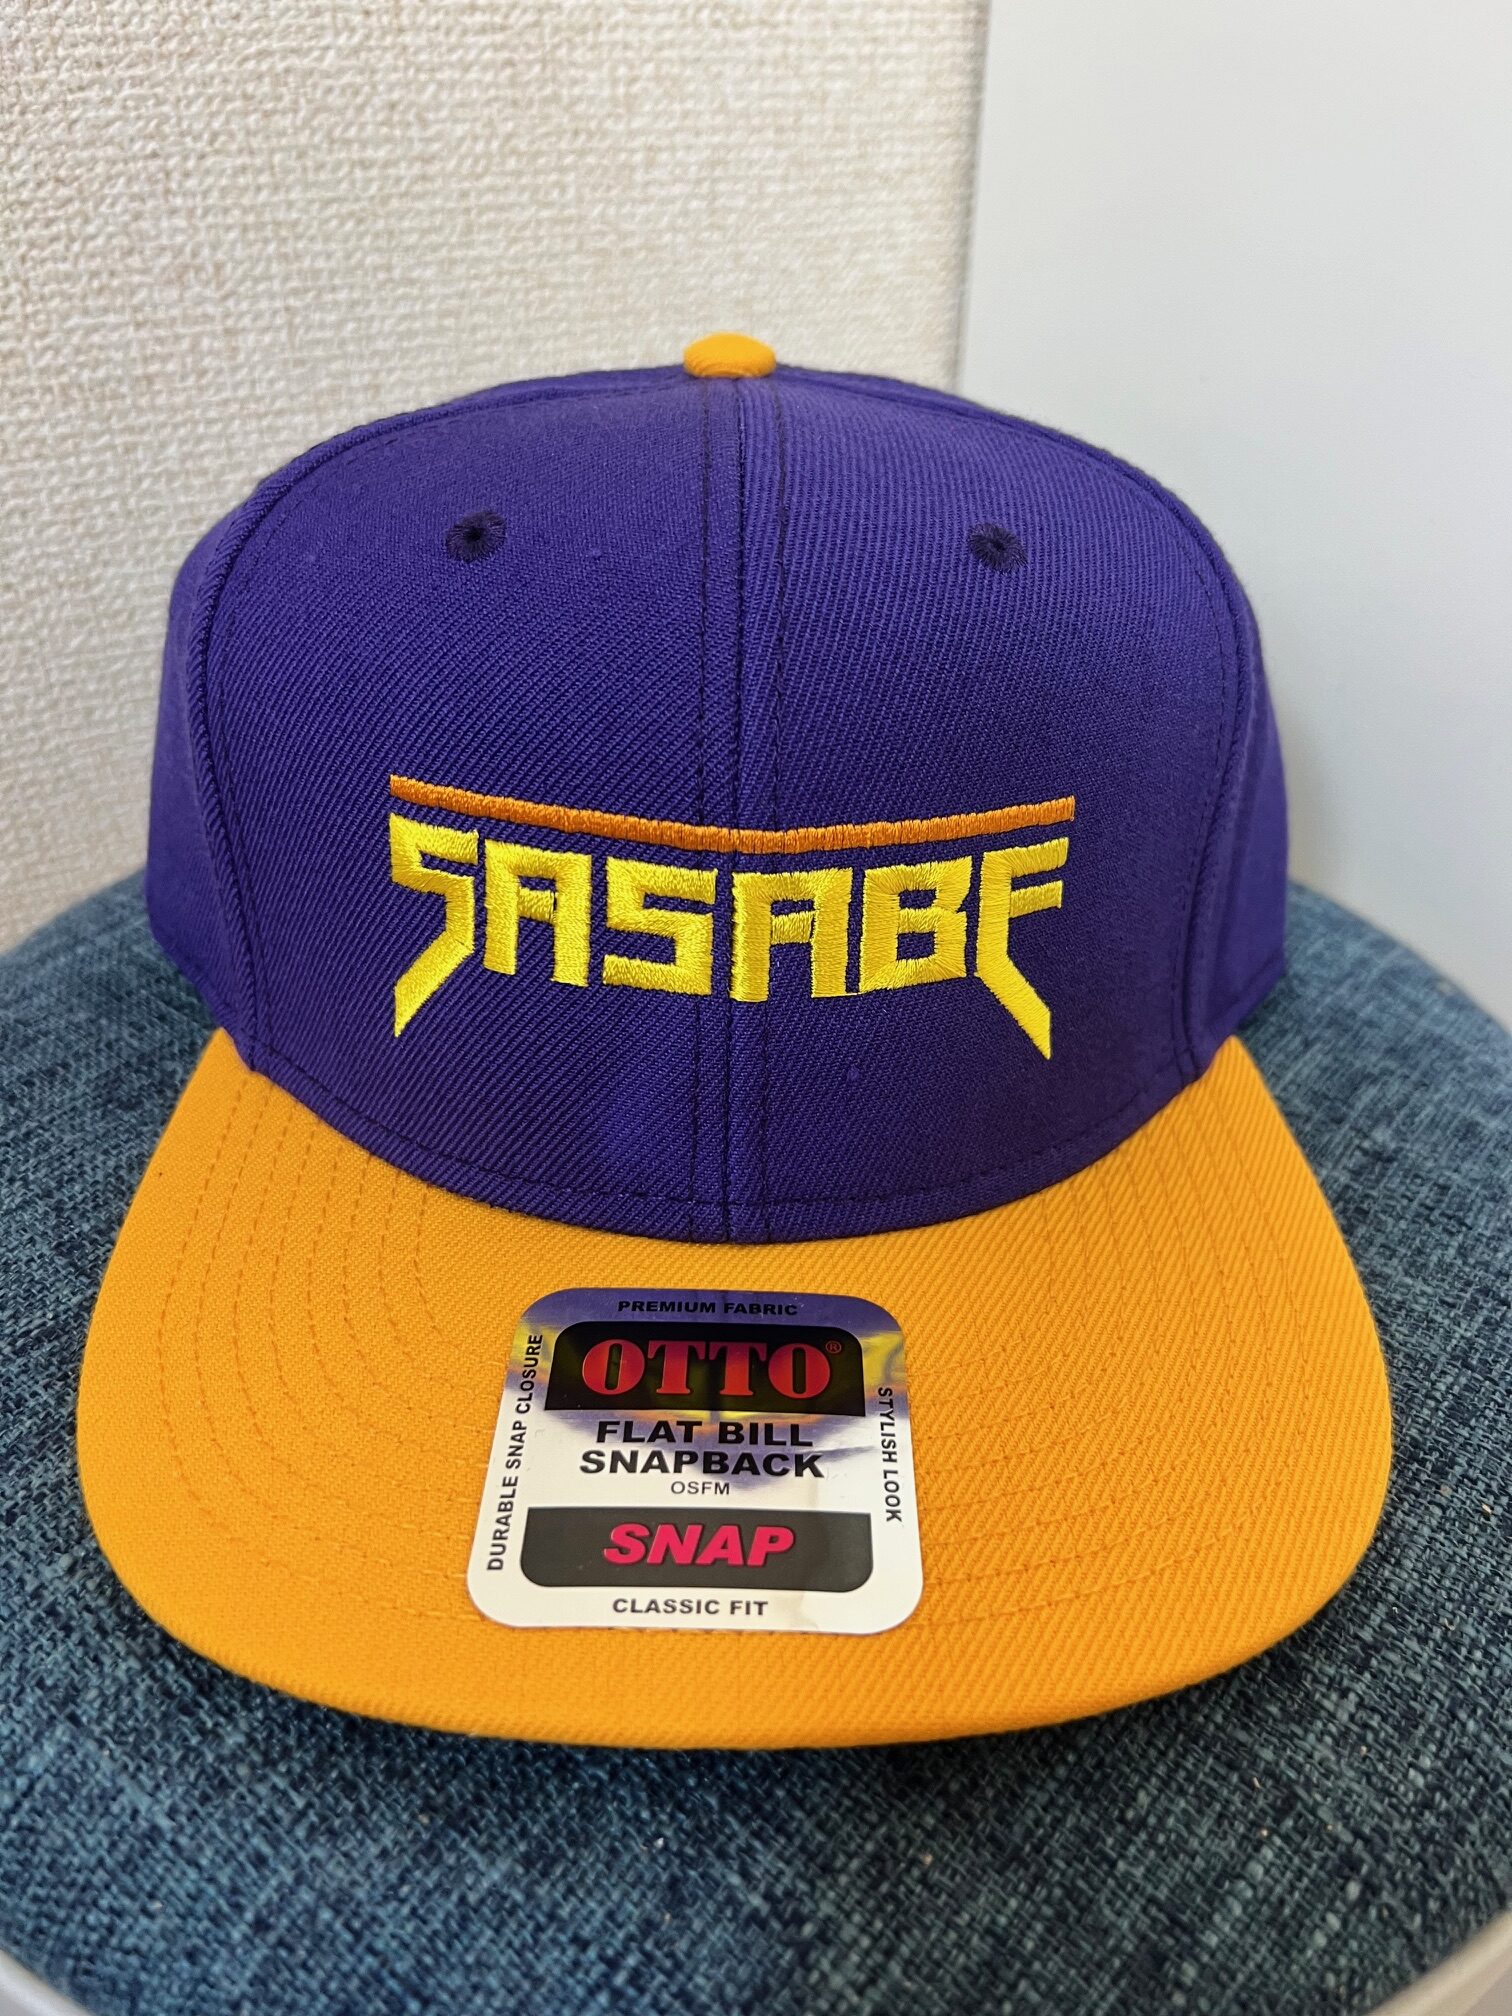 SASABE
PREMIUM FABRIC
OTTO®
DURABLE SNAP CLOSURE
STYLISH LOOK
FLAT BILL
SNAPBACK
OSFM
SNAP
CLASSIC FIT